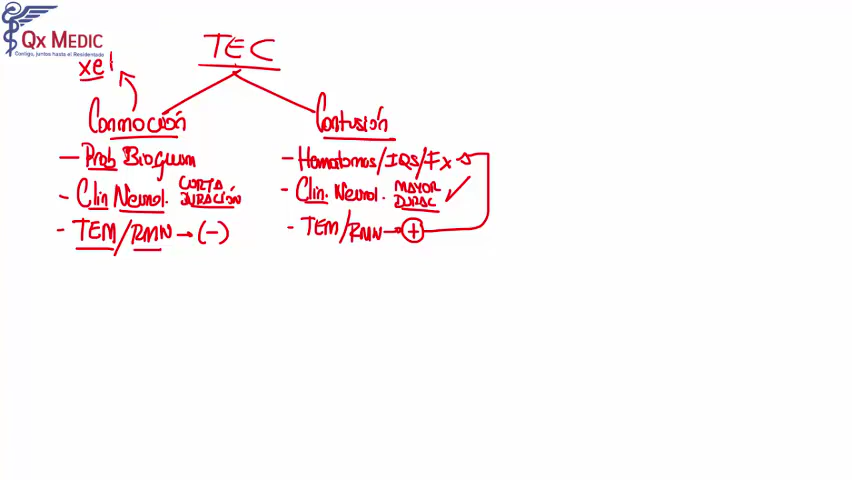 Qx MEDIC
Contigo, juntos hasta el Residentado
TEC
xel
Conmoción
- Prob Bioquim
- Clin Neurol. CORTA DURACIÓN
- TEM/RMN → (-)
Contusión
- Hematomas/IQS/Fx
- Clin. Neurol. MAYOR DURAC
- TEM/RMN → +